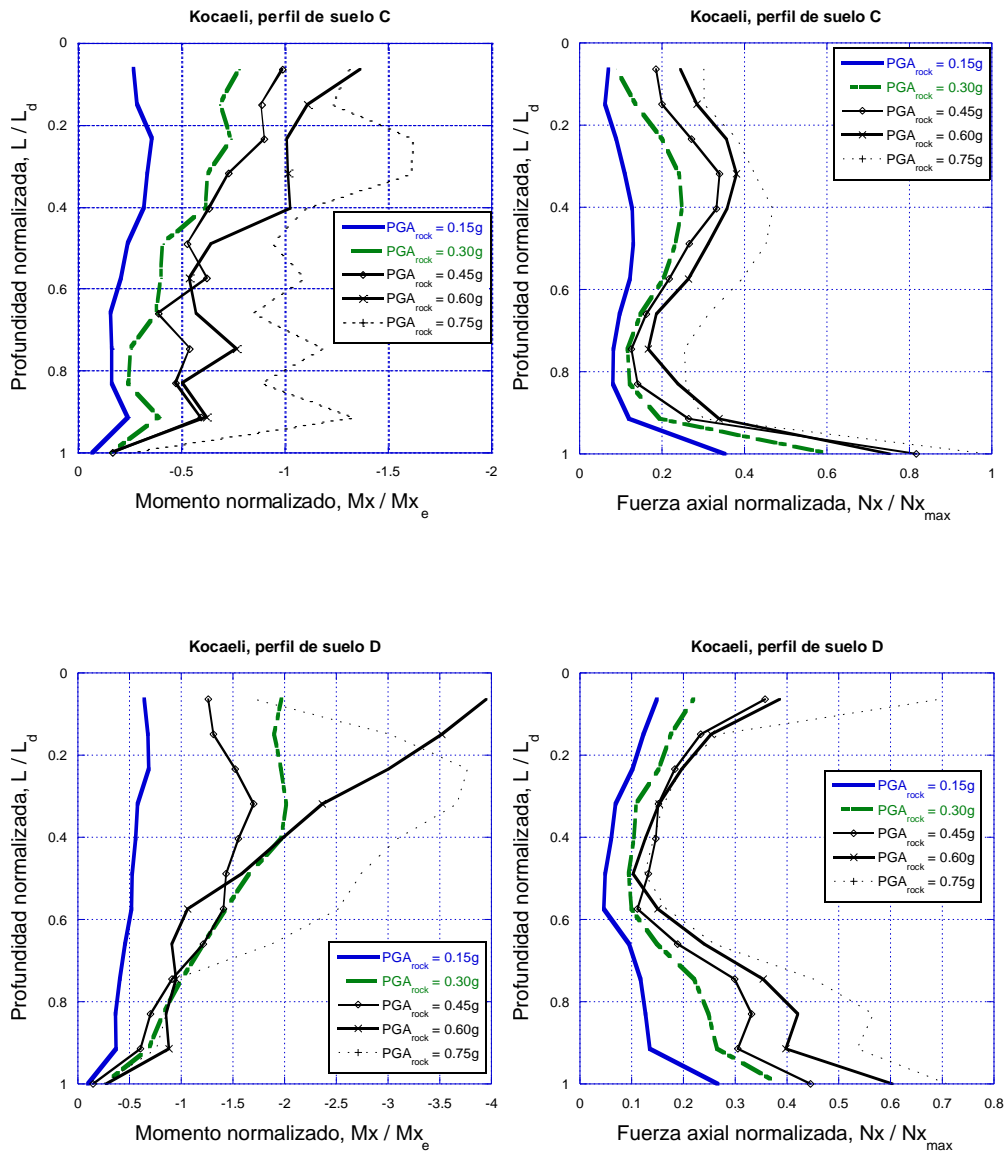 Kocaeli, perfil de suelo C
0
0.2
0.4
0.6
0.8
1
0 -0.5 -1 -1.5 -2
PGArock = 0.15g
PGArock = 0.30g
PGArock = 0.45g
PGArock = 0.60g
PGArock = 0.75g
Profundidad normalizada, L / Ld
Momento normalizado, Mx / Mxe
Kocaeli, perfil de suelo C
0
0.2
0.4
0.6
0.8
1
0 0.2 0.4 0.6 0.8 1
PGArock = 0.15g
PGArock = 0.30g
PGArock = 0.45g
PGArock = 0.60g
PGArock = 0.75g
Profundidad normalizada, L / Ld
Fuerza axial normalizada, Nx / Nxmax
Kocaeli, perfil de suelo D
0
0.2
0.4
0.6
0.8
1
0 -0.5 -1 -1.5 -2 -2.5 -3 -3.5 -4
PGArock = 0.15g
PGArock = 0.30g
PGArock = 0.45g
PGArock = 0.60g
PGArock = 0.75g
Profundidad normalizada, L / Ld
Momento normalizado, Mx / Mxe
Kocaeli, perfil de suelo D
0
0.2
0.4
0.6
0.8
1
0 0.1 0.2 0.3 0.4 0.5 0.6 0.7 0.8
PGArock = 0.15g
PGArock = 0.30g
PGArock = 0.45g
PGArock = 0.60g
PGArock = 0.75g
Profundidad normalizada, L / Ld
Fuerza axial normalizada, Nx / Nxmax